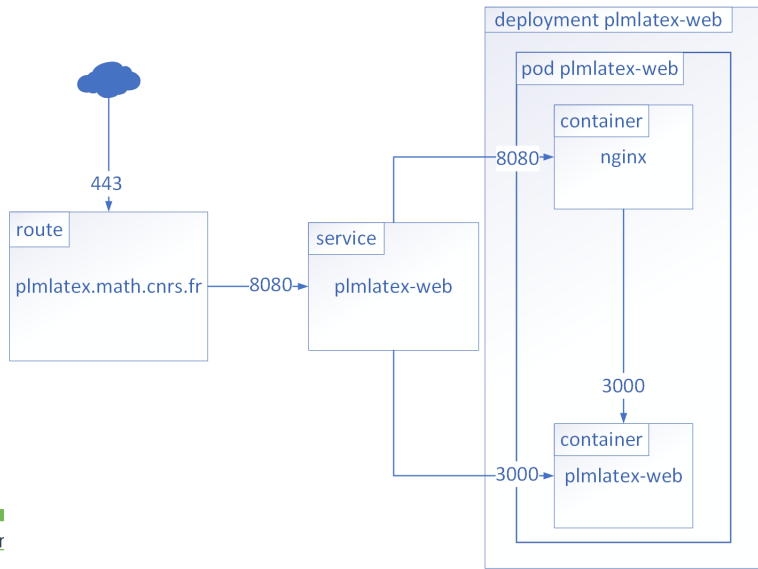 deployment plmlatex-web
pod plmlatex-web
container
nginx
8080
443
route
plmlatex.math.cnrs.fr
8080
service
plmlatex-web
3000
container
plmlatex-web
3000
r